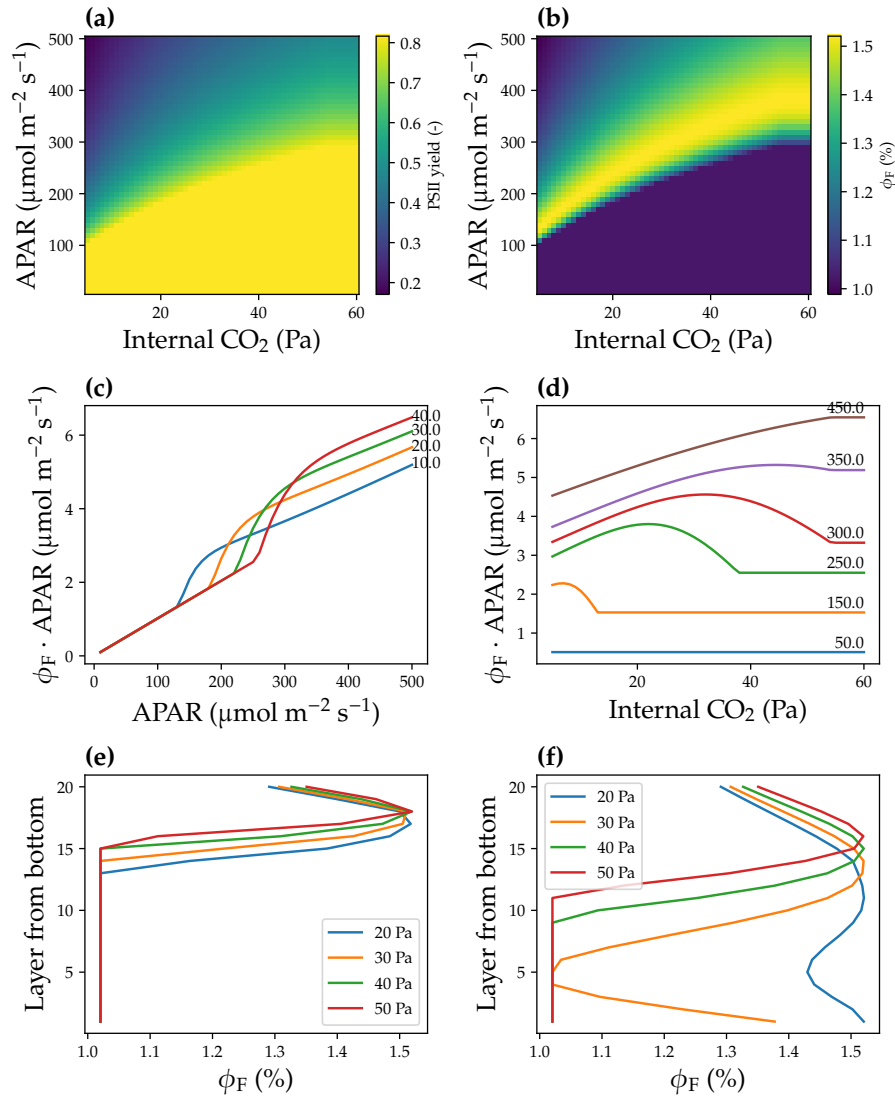 (a)
APAR (μmol m⁻² s⁻¹)
500
400
300
200
100
20
40
60
Internal CO₂ (Pa)
0.8
0.7
0.6
0.5
0.4
0.3
0.2
PSII yield (-)
(b)
APAR (μmol m⁻² s⁻¹)
500
400
300
200
100
20
40
60
Internal CO₂ (Pa)
1.5
1.4
1.3
1.2
1.1
1.0
ϕF (%)
(c)
ϕF · APAR (μmol m⁻² s⁻¹)
6
4
2
0
0
100
200
300
400
500
APAR (μmol m⁻² s⁻¹)
40.0
30.0
20.0
10.0
(d)
ϕF · APAR (μmol m⁻² s⁻¹)
6
5
4
3
2
1
20
40
60
Internal CO₂ (Pa)
450.0
350.0
300.0
250.0
150.0
50.0
(e)
Layer from bottom
20
15
10
5
0
1.0
1.1
1.2
1.3
1.4
1.5
ϕF (%)
20 Pa
30 Pa
40 Pa
50 Pa
(f)
Layer from bottom
20
15
10
5
0
1.0
1.1
1.2
1.3
1.4
1.5
ϕF (%)
20 Pa
30 Pa
40 Pa
50 Pa